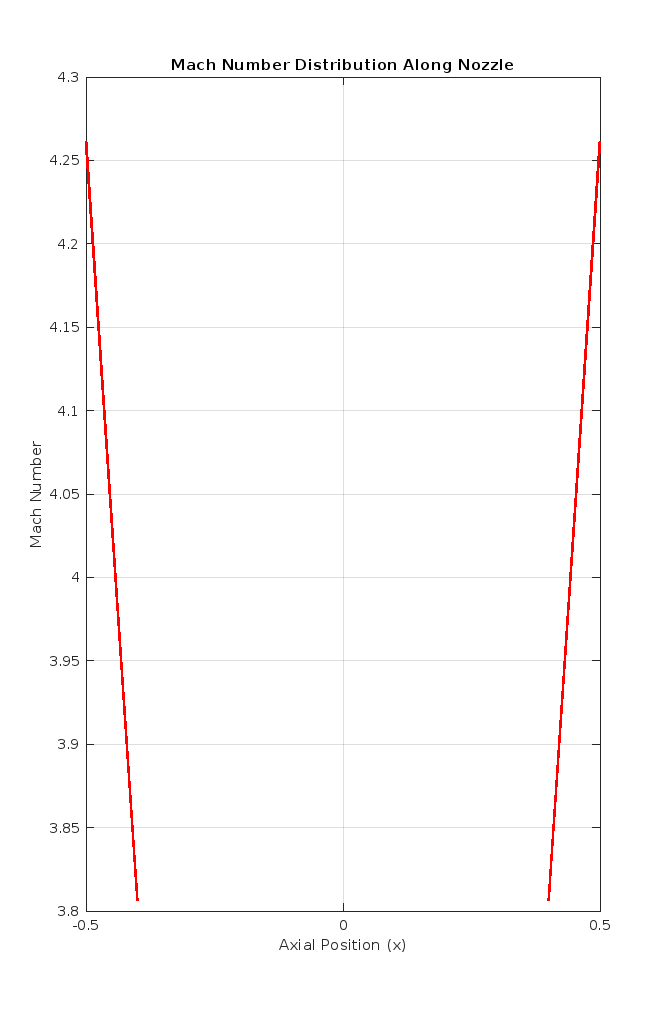 Mach Number Distribution Along Nozzle
4.3
4.25
4.2
4.15
4.1
4.05
4
3.95
3.9
3.85
3.8
Mach Number
-0.5 0 0.5
Axial Position (x)